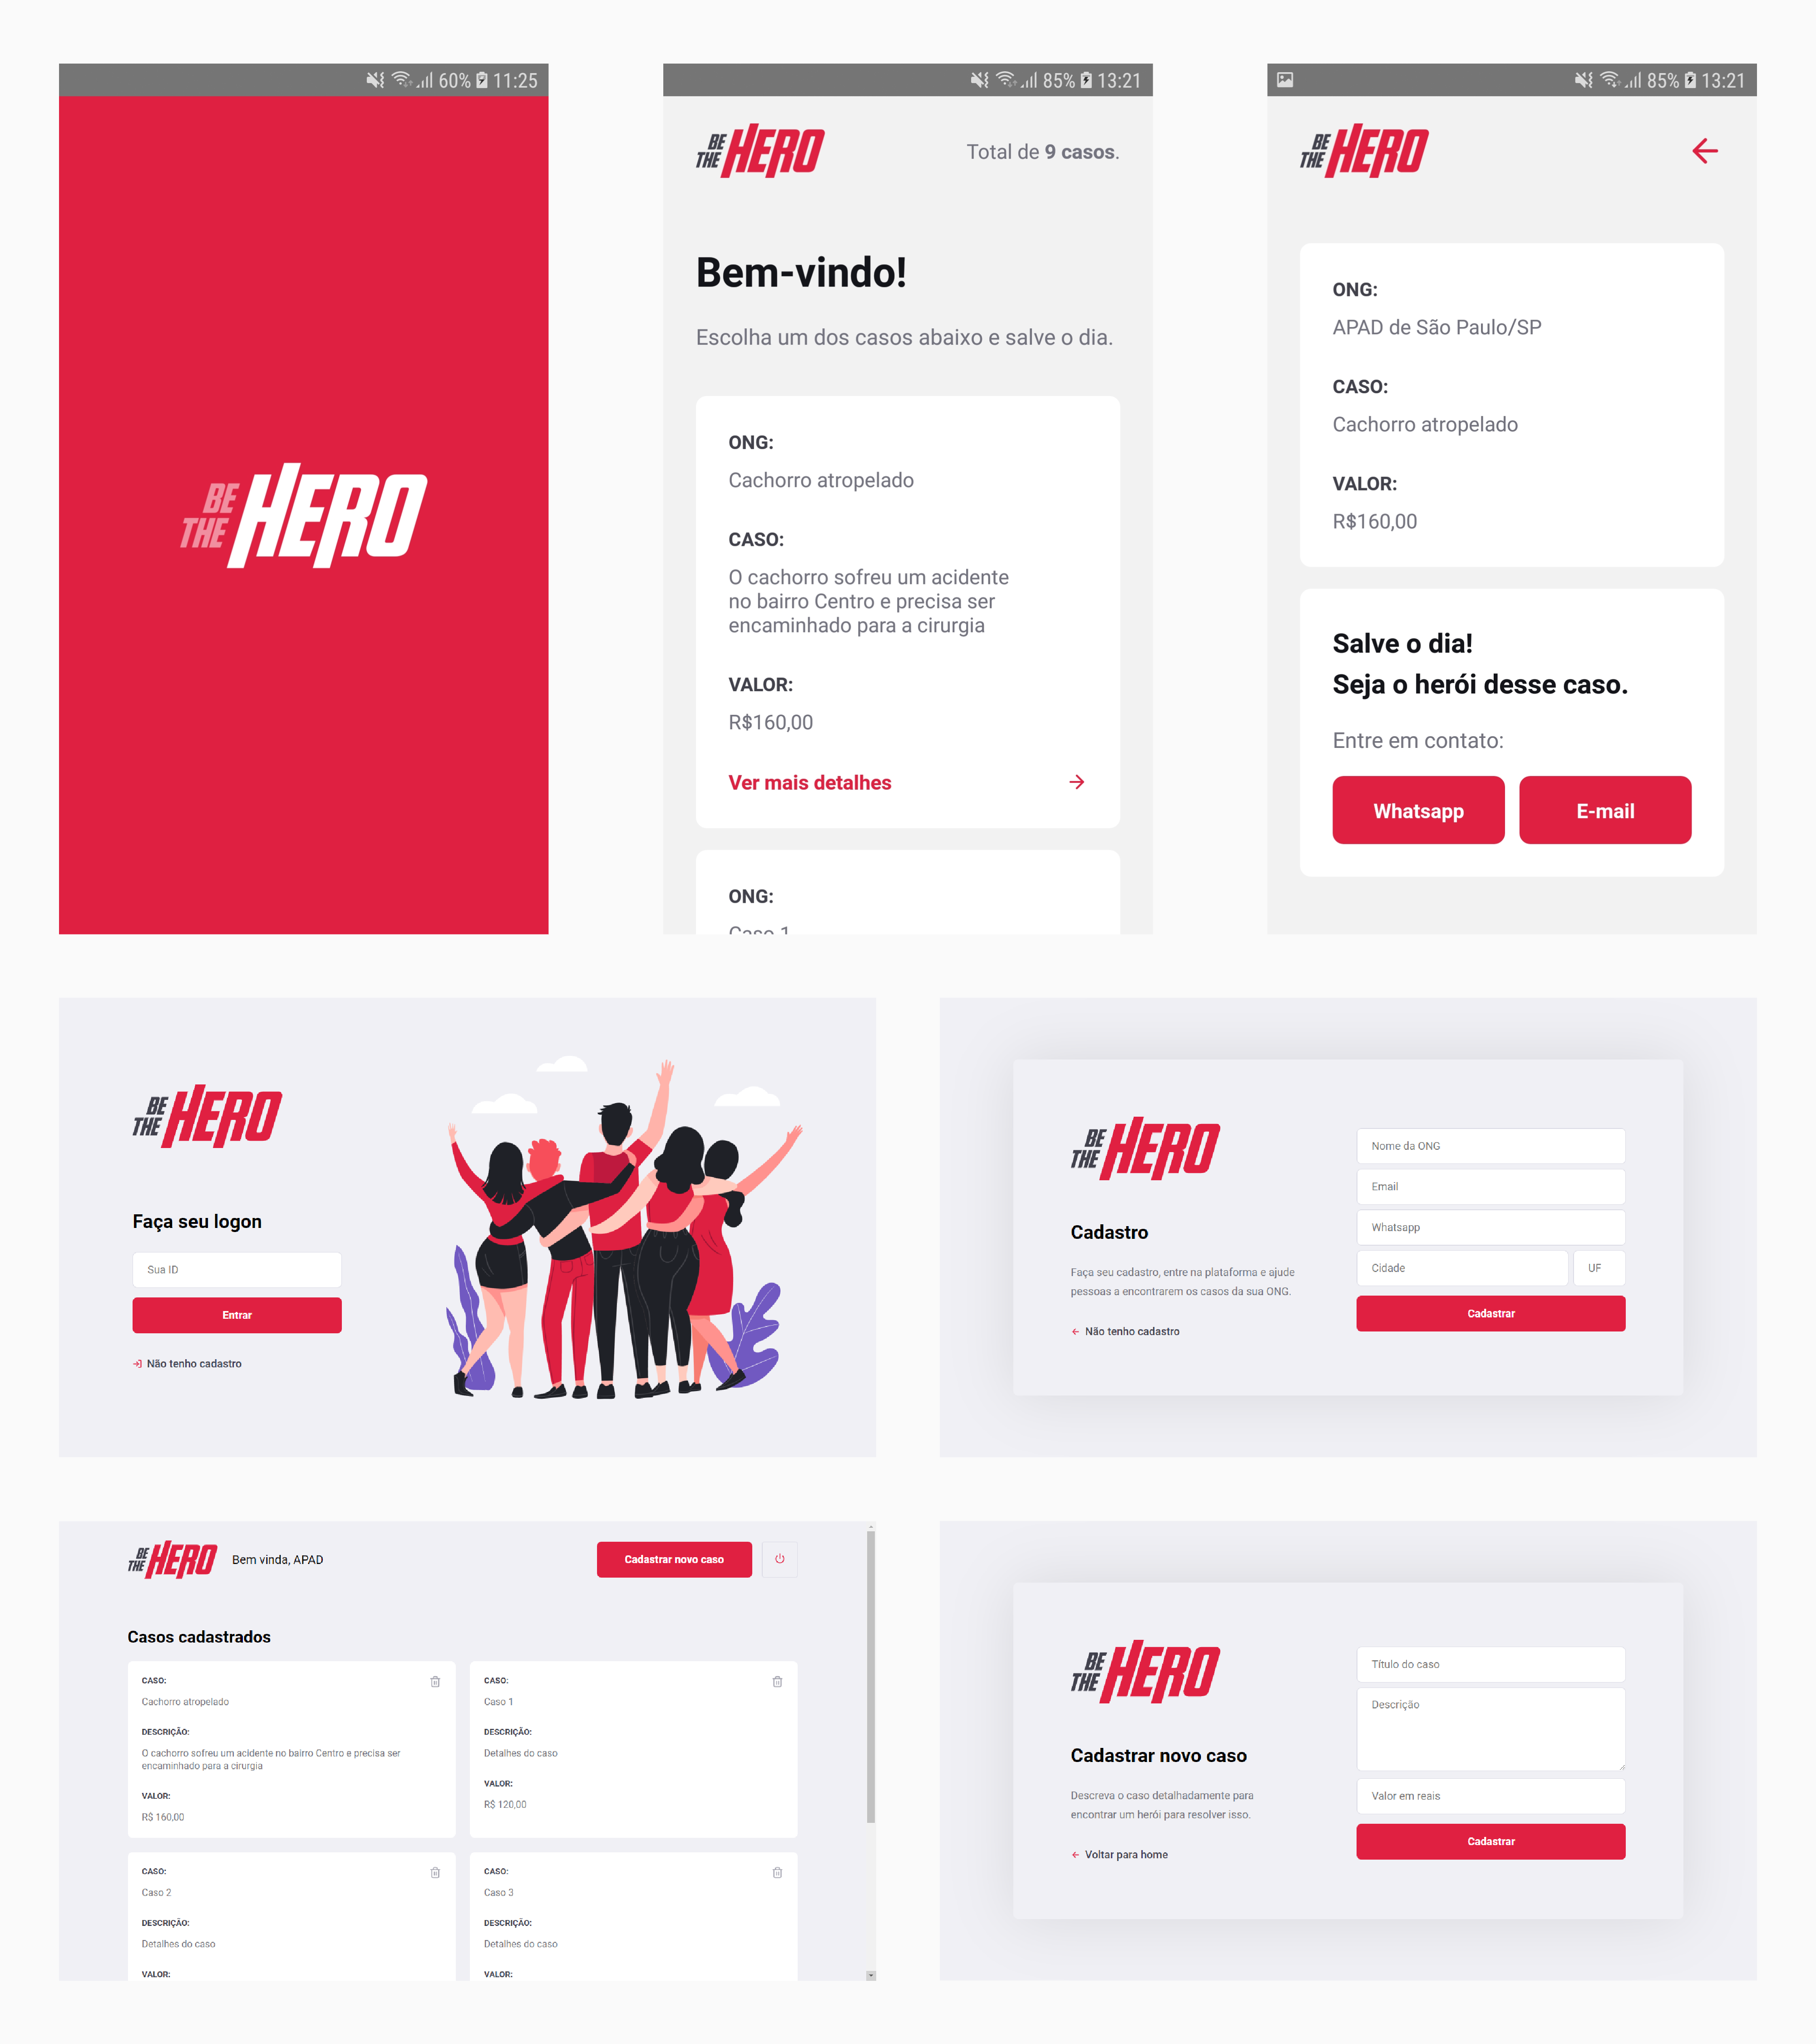 60% 11:25
BE
THE HERO
85% 13:21
BE
THE HERO
Total de 9 casos.
Bem-vindo!
Escolha um dos casos abaixo e salve o dia.
ONG:
Cachorro atropelado
CASO:
O cachorro sofreu um acidente
no bairro Centro e precisa ser
encaminhado para a cirurgia
VALOR:
R$160,00
Ver mais detalhes
ONG:
Caso 1
85% 13:21
BE
THE HERO
ONG:
APAD de São Paulo/SP
CASO:
Cachorro atropelado
VALOR:
R$160,00
Salve o dia!
Seja o herói desse caso.
Entre em contato:
Whatsapp E-mail
BE
THE HERO
Faça seu logon
Sua ID
Entrar
Não tenho cadastro
BE
THE HERO
Cadastro
Faça seu cadastro, entre na plataforma e ajude
pessoas a encontrarem os casos da sua ONG.
Não tenho cadastro
Nome da ONG
Email
Whatsapp
Cidade UF
Cadastrar
BE
THE HERO
Bem vinda, APAD
Cadastrar novo caso
Casos cadastrados
CASO:
Cachorro atropelado
DESCRIÇÃO:
O cachorro sofreu um acidente no bairro Centro e precisa ser
encaminhado para a cirurgia
VALOR:
R$ 160,00
CASO:
Caso 1
DESCRIÇÃO:
Detalhes do caso
VALOR:
R$ 120,00
CASO:
Caso 2
DESCRIÇÃO:
Detalhes do caso
VALOR:
CASO:
Caso 3
DESCRIÇÃO:
Detalhes do caso
VALOR:
BE
THE HERO
Cadastrar novo caso
Descreva o caso detalhadamente para
encontrar um herói para resolver isso.
Voltar para home
Título do caso
Descrição
Valor em reais
Cadastrar